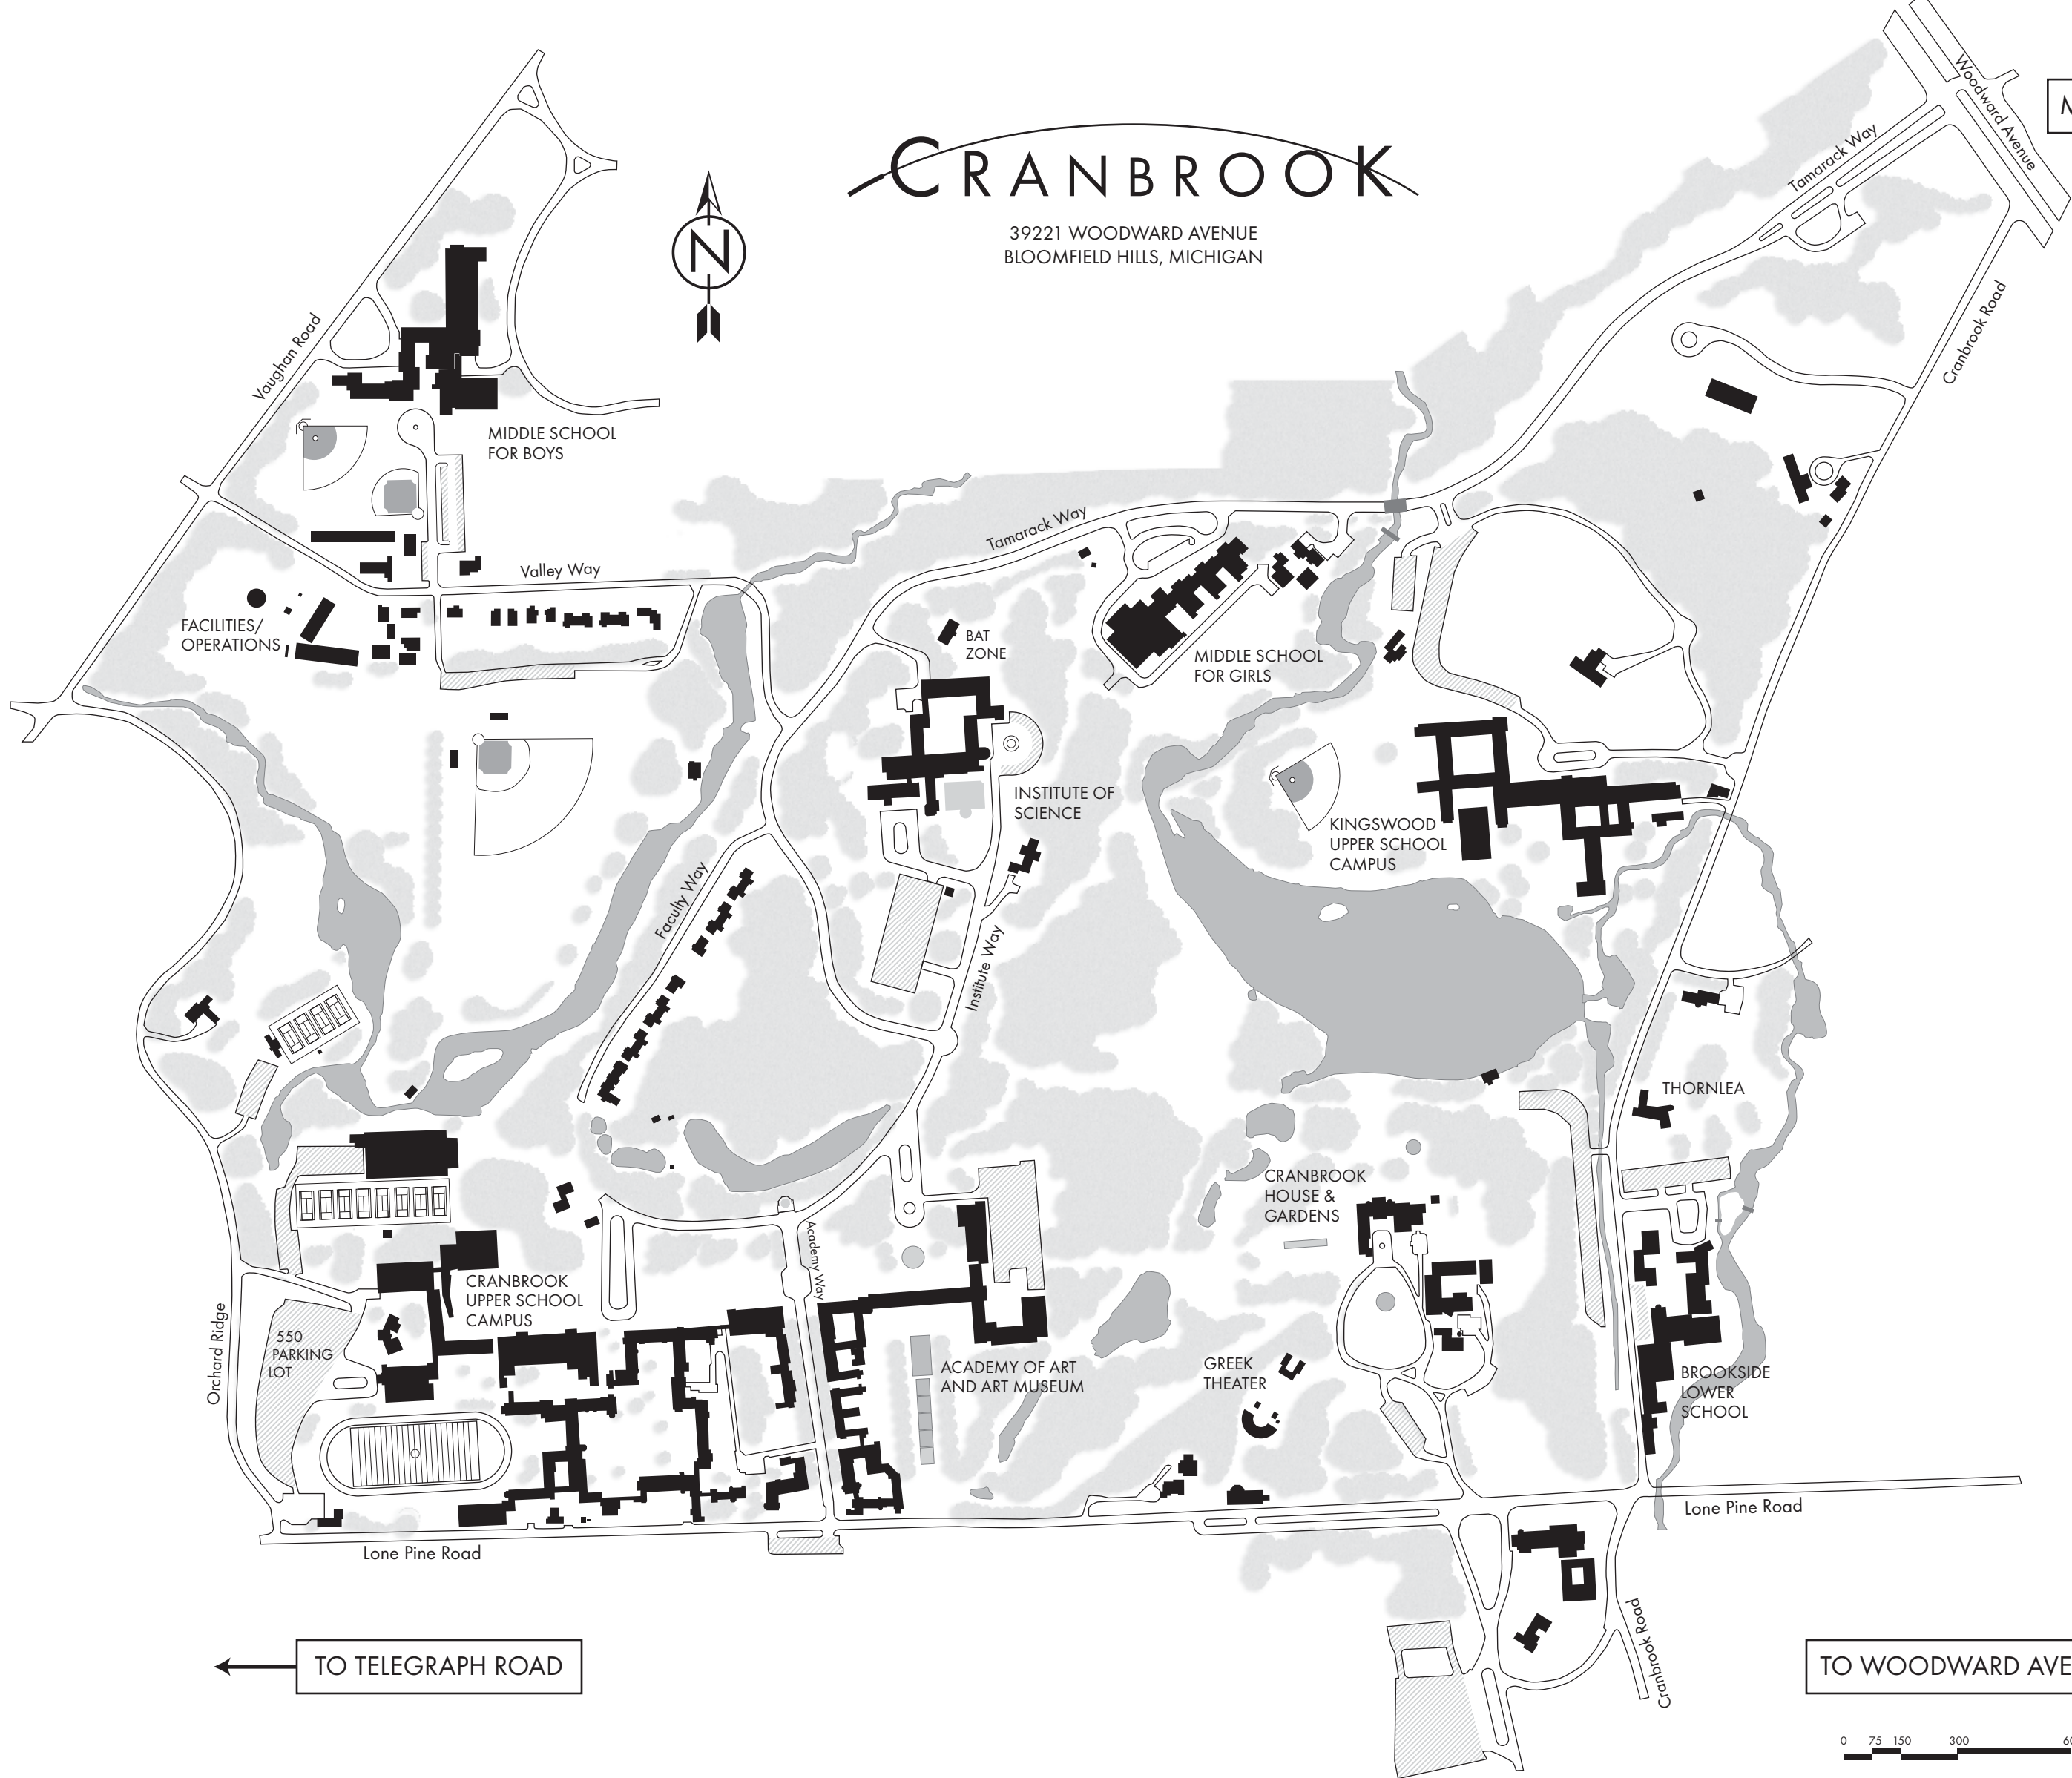 CRANBROOK
39221 WOODWARD AVENUE
BLOOMFIELD HILLS, MICHIGAN
N
Woodward Avenue
M
Tamarack Way
Cranbrook Road
Vaughan Road
MIDDLE SCHOOL
FOR BOYS
Tamarack Way
Valley Way
FACILITIES/
OPERATIONS
BAT
ZONE
MIDDLE SCHOOL
FOR GIRLS
INSTITUTE OF
SCIENCE
KINGSWOOD
UPPER SCHOOL
CAMPUS
Faculty Way
Institute Way
THORNLEA
CRANBROOK
HOUSE &
GARDENS
Academy Way
CRANBROOK
UPPER SCHOOL
CAMPUS
Orchard Ridge
550
PARKING
LOT
ACADEMY OF ART
AND ART MUSEUM
GREEK
THEATER
BROOKSIDE
LOWER
SCHOOL
Lone Pine Road
Lone Pine Road
Cranbrook Road
TO TELEGRAPH ROAD
TO WOODWARD AVE
0 75 150 300 60